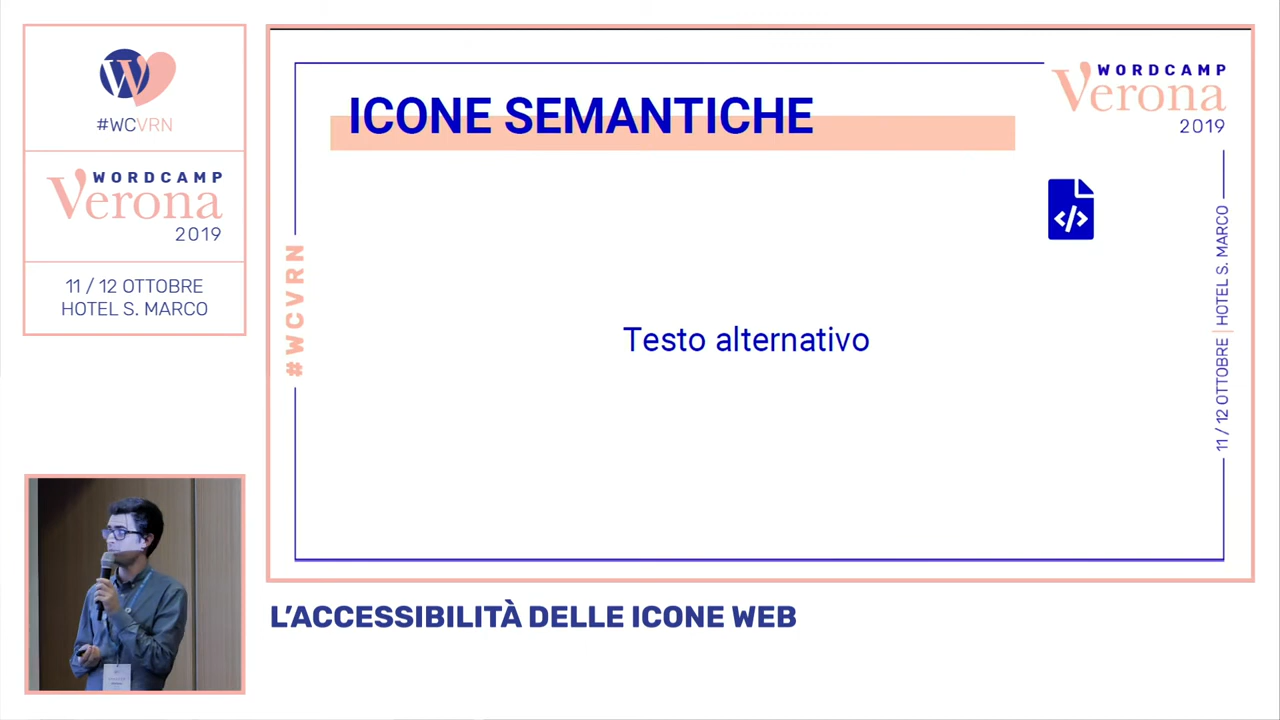 #WCVRN
WORDCAMP
Verona
2019
11 / 12 OTTOBRE
HOTEL S. MARCO
ICONE SEMANTICHE
WORDCAMP
Verona
2019
</>
#WCVRN
Testo alternativo
11 / 12 OTTOBRE | HOTEL S. MARCO
L’ACCESSIBILITÀ DELLE ICONE WEB